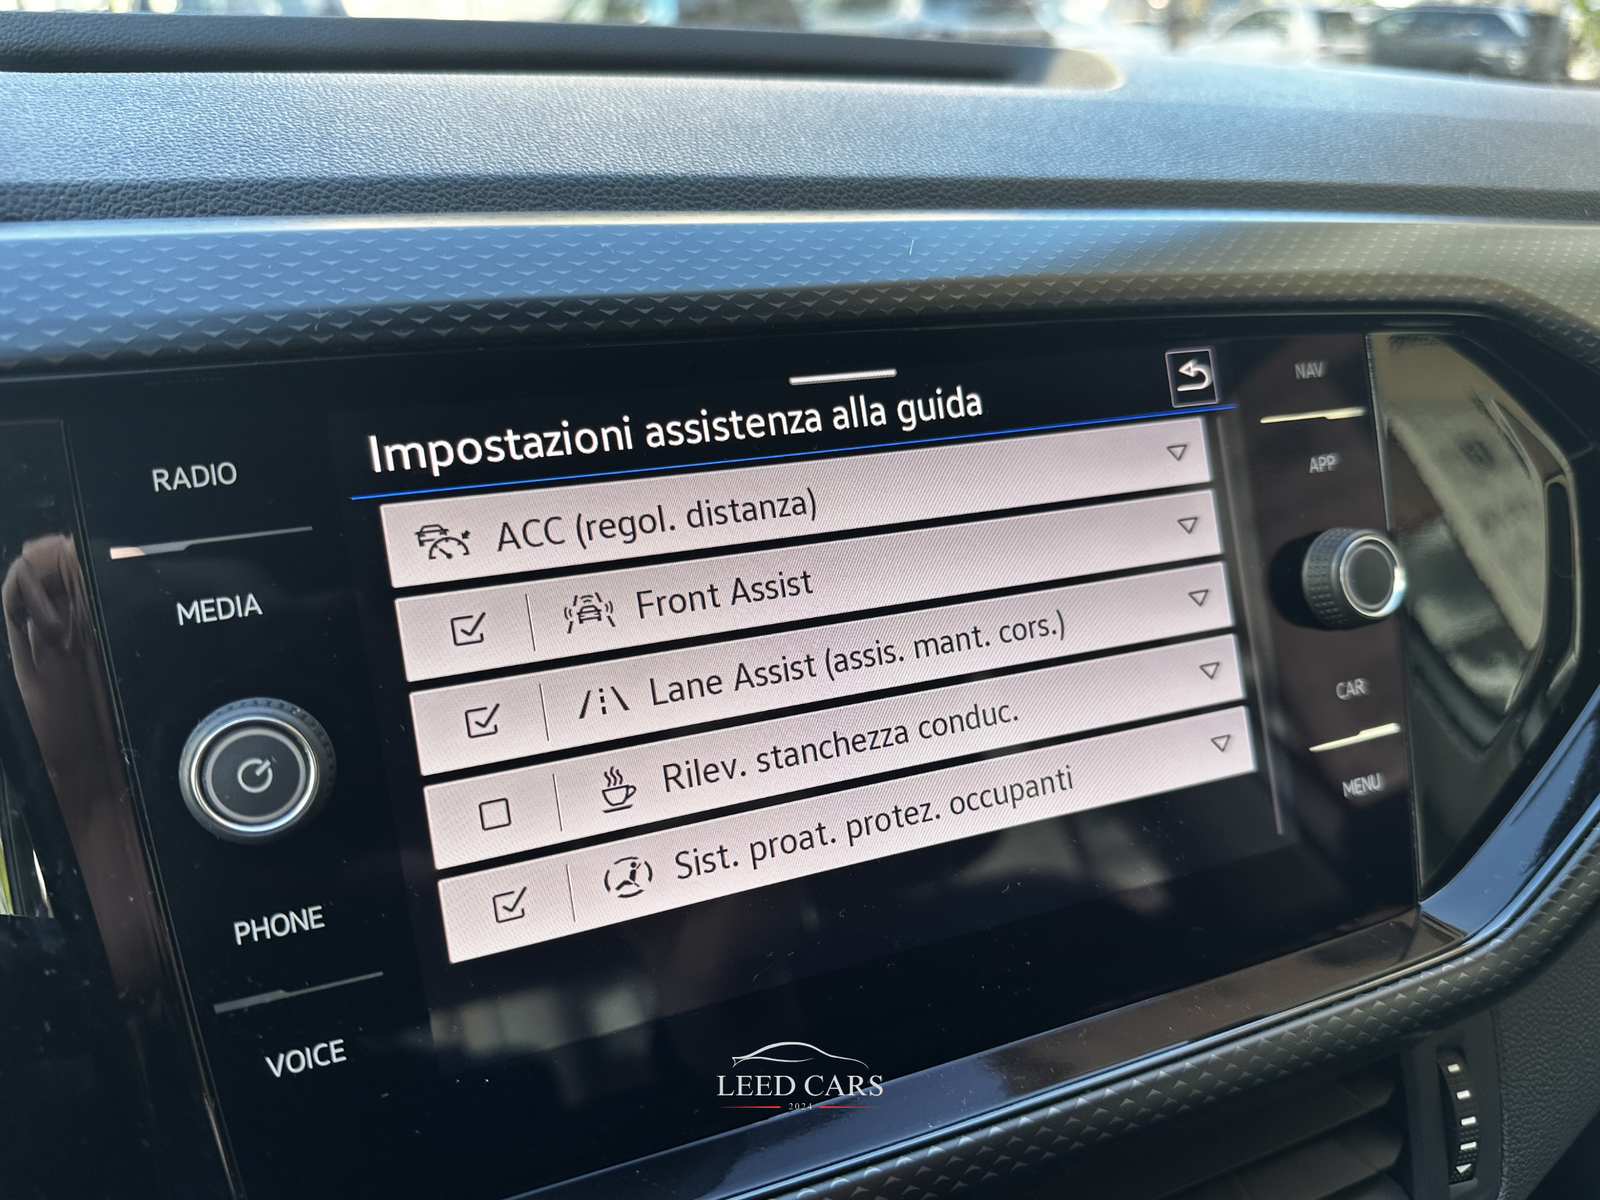 Impostazioni assistenza alla guida
ACC (regol. distanza)
Front Assist
Lane Assist (assis. mant. cors.)
Rilev. stanchezza conduc.
Sist. proat. protez. occupanti
RADIO
MEDIA
PHONE
VOICE
NAV
APP
CAR
MENU
LEED CARS
2024